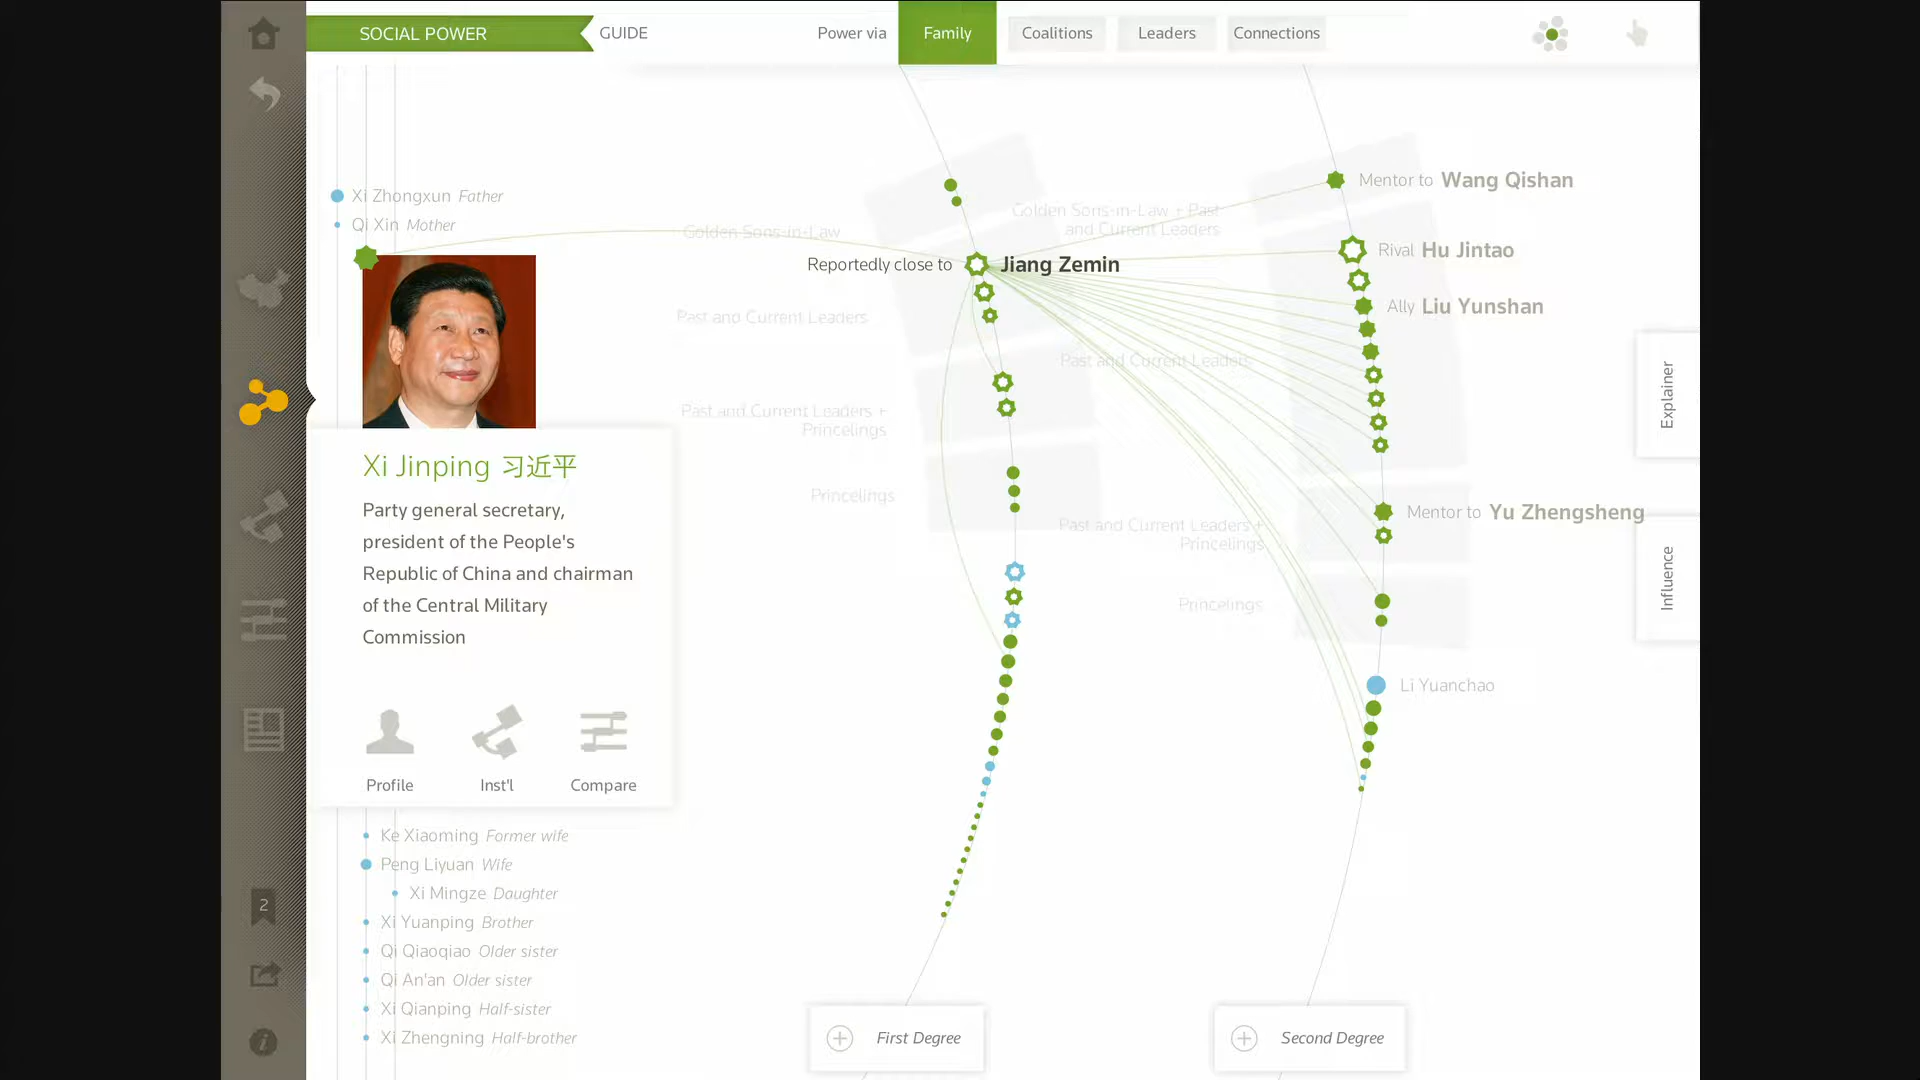 SOCIAL POWER
GUIDE
Power via
Family
Coalitions
Leaders
Connections
Xi Zhongxun Father
Qi Xin Mother
Xi Jinping 习近平
Party general secretary,
president of the People's
Republic of China and chairman
of the Central Military
Commission
Profile
Inst'l
Compare
Ke Xiaoming Former wife
Peng Liyuan Wife
Xi Mingze Daughter
Xi Yuanping Brother
Qi Qiaoqiao Older sister
Qi An'an Older sister
Xi Qianping Half-sister
Xi Zhengning Half-brother
2
Golden Sons-in-Law
Reportedly close to Jiang Zemin
Past and Current Leaders
Past and Current Leaders +
Princelings
Princelings
Golden Sons-in-Law + Past
and Current Leaders
Past and Current Leaders
Past and Current Leaders +
Princelings
Princelings
Mentor to Wang Qishan
Rival Hu Jintao
Ally Liu Yunshan
Mentor to Yu Zhengsheng
Li Yuanchao
Explainer
Influence
First Degree
Second Degree